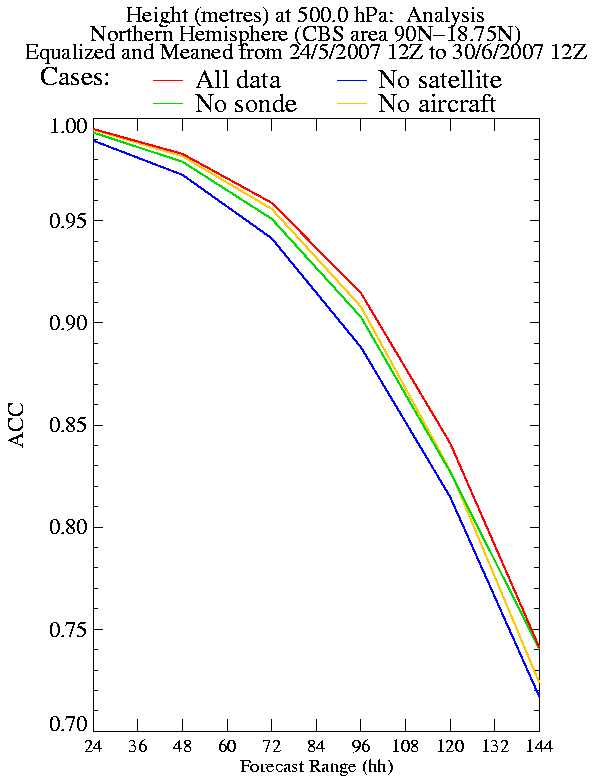 Height (metres) at 500.0 hPa: Analysis
Northern Hemisphere (CBS area 90N−18.75N)
Equalized and Meaned from 24/5/2007 12Z to 30/6/2007 12Z
Cases: All data No satellite
No sonde No aircraft
1.00
0.95
0.90
0.85
0.80
0.75
0.70
ACC
24 36 48 60 72 84 96 108 120 132 144
Forecast Range (hh)